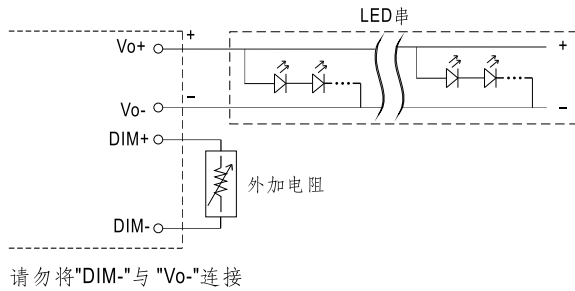 LED串
Vo+
+
+
Vo-
−
−
DIM+
外加电阻
DIM-
请勿将"DIM-"与 "Vo-"连接